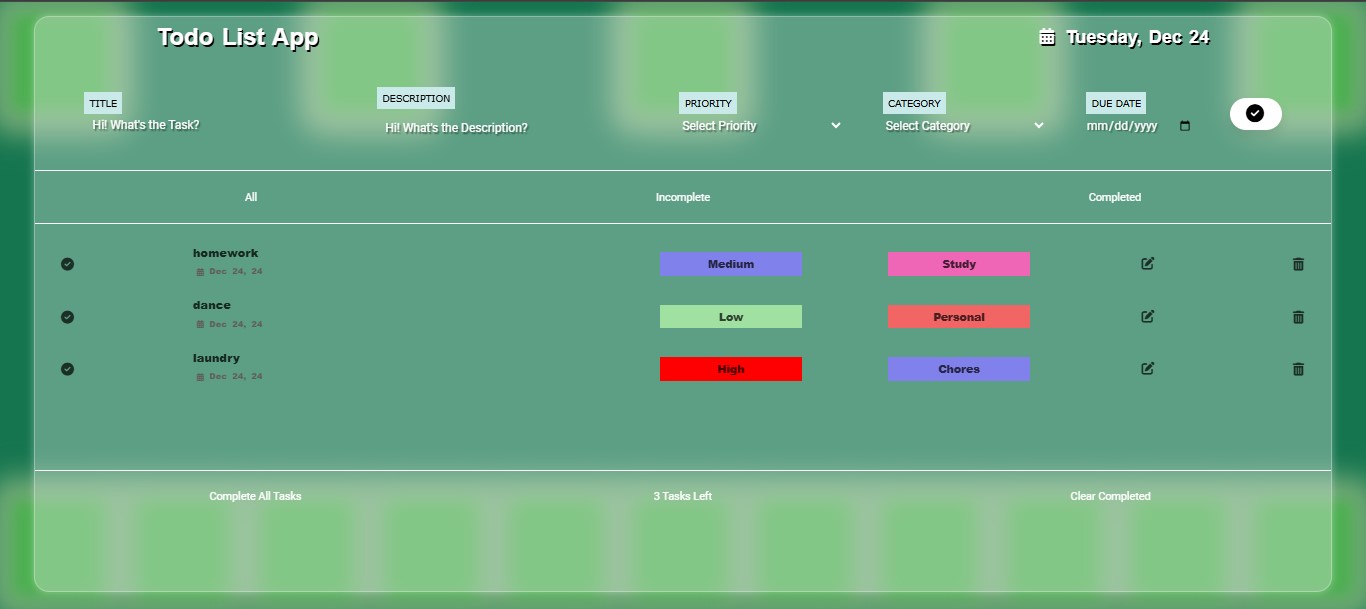 Todo List App
Tuesday, Dec 24
TITLE
Hi! What's the Task?
DESCRIPTION
Hi! What's the Description?
PRIORITY
Select Priority
CATEGORY
Select Category
DUE DATE
mm/dd/yyyy
All Incomplete Completed
homework
Dec 24, 24
Medium Study
dance
Dec 24, 24
Low Personal
laundry
Dec 24, 24
High Chores
Complete All Tasks 3 Tasks Left Clear Completed